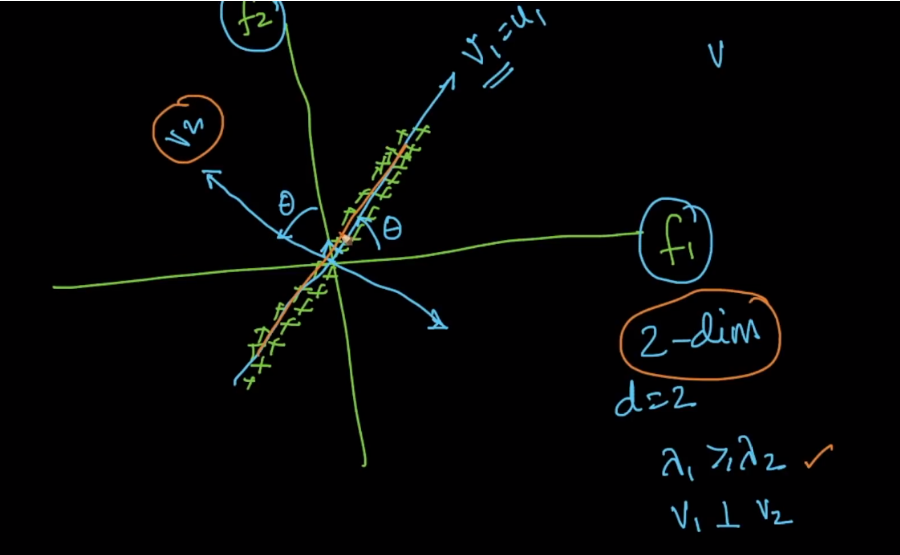 f2
V1=u1
V
V2
θ
θ
f1
2-dim
d=2
λ1 ≥ λ2 ✓
V1 ⊥ V2